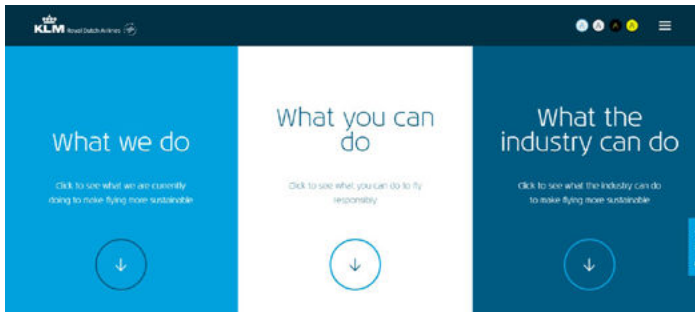 KLM Royal Dutch Airlines
What we do
Click to see what we are currently
doing to make flying more sustainable
What you can
do
Click to see what you can do to fly
responsibly
What the
industry can do
Click to see what the industry can do
to make flying more sustainable